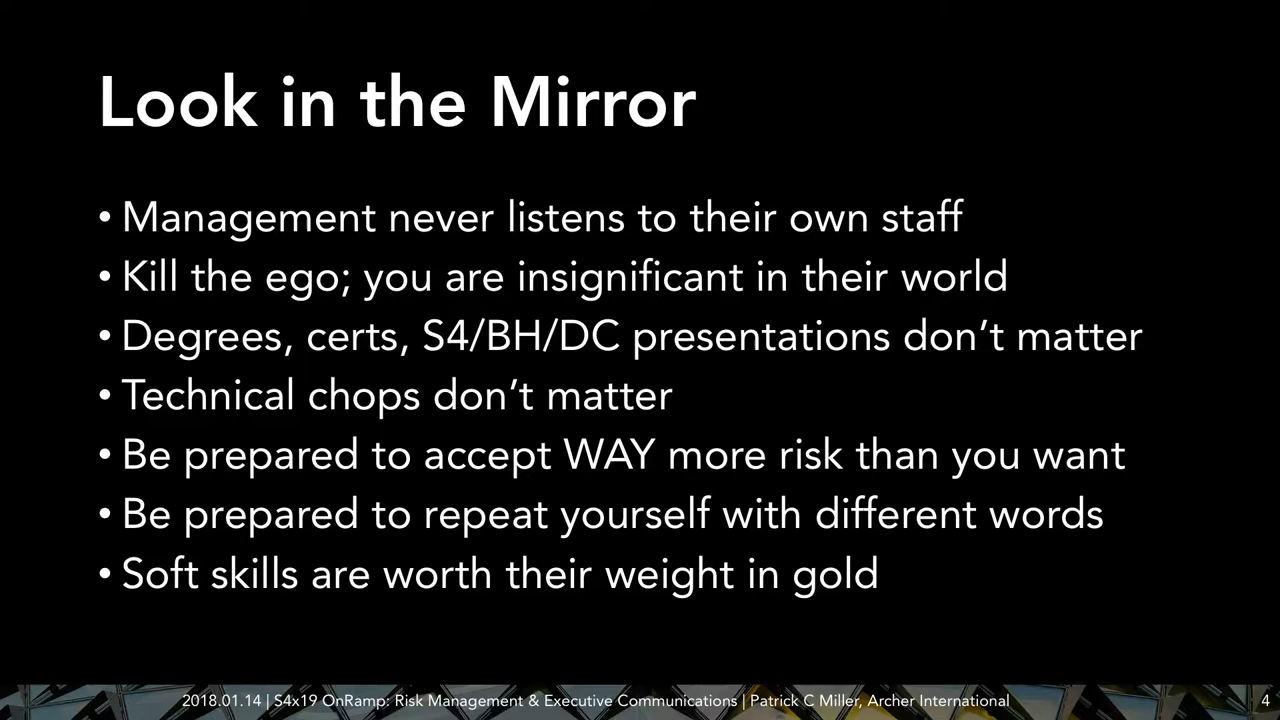 Look in the Mirror
• Management never listens to their own staff
• Kill the ego; you are insignificant in their world
• Degrees, certs, S4/BH/DC presentations don’t matter
• Technical chops don’t matter
• Be prepared to accept WAY more risk than you want
• Be prepared to repeat yourself with different words
• Soft skills are worth their weight in gold
2018.01.14 | S4x19 OnRamp: Risk Management & Executive Communications | Patrick C Miller, Archer International
4